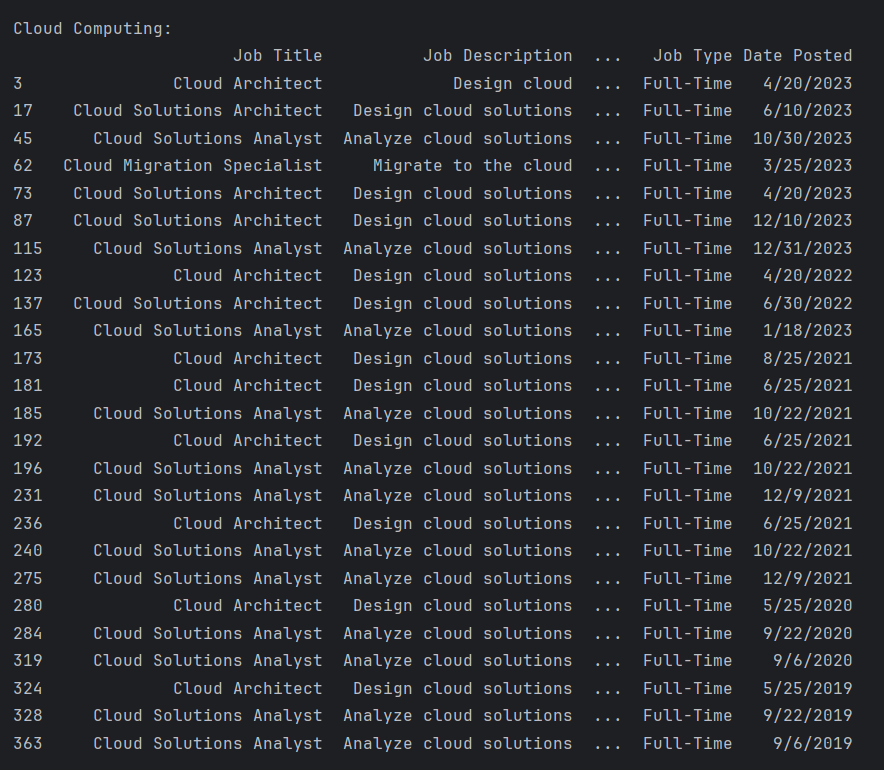 Cloud Computing:
Job Title Job Description ... Job Type Date Posted
3 Cloud Architect Design cloud ... Full-Time 4/20/2023
17 Cloud Solutions Architect Design cloud solutions ... Full-Time 6/10/2023
45 Cloud Solutions Analyst Analyze cloud solutions ... Full-Time 10/30/2023
62 Cloud Migration Specialist Migrate to the cloud ... Full-Time 3/25/2023
73 Cloud Solutions Architect Design cloud solutions ... Full-Time 4/20/2023
87 Cloud Solutions Architect Design cloud solutions ... Full-Time 12/10/2023
115 Cloud Solutions Analyst Analyze cloud solutions ... Full-Time 12/31/2023
123 Cloud Architect Design cloud solutions ... Full-Time 4/20/2022
137 Cloud Solutions Architect Design cloud solutions ... Full-Time 6/30/2022
165 Cloud Solutions Analyst Analyze cloud solutions ... Full-Time 1/18/2023
173 Cloud Architect Design cloud solutions ... Full-Time 8/25/2021
181 Cloud Architect Design cloud solutions ... Full-Time 6/25/2021
185 Cloud Solutions Analyst Analyze cloud solutions ... Full-Time 10/22/2021
192 Cloud Architect Design cloud solutions ... Full-Time 6/25/2021
196 Cloud Solutions Analyst Analyze cloud solutions ... Full-Time 10/22/2021
231 Cloud Solutions Analyst Analyze cloud solutions ... Full-Time 12/9/2021
236 Cloud Architect Design cloud solutions ... Full-Time 6/25/2021
240 Cloud Solutions Analyst Analyze cloud solutions ... Full-Time 10/22/2021
275 Cloud Solutions Analyst Analyze cloud solutions ... Full-Time 12/9/2021
280 Cloud Architect Design cloud solutions ... Full-Time 5/25/2020
284 Cloud Solutions Analyst Analyze cloud solutions ... Full-Time 9/22/2020
319 Cloud Solutions Analyst Analyze cloud solutions ... Full-Time 9/6/2020
324 Cloud Architect Design cloud solutions ... Full-Time 5/25/2019
328 Cloud Solutions Analyst Analyze cloud solutions ... Full-Time 9/22/2019
363 Cloud Solutions Analyst Analyze cloud solutions ... Full-Time 9/6/2019